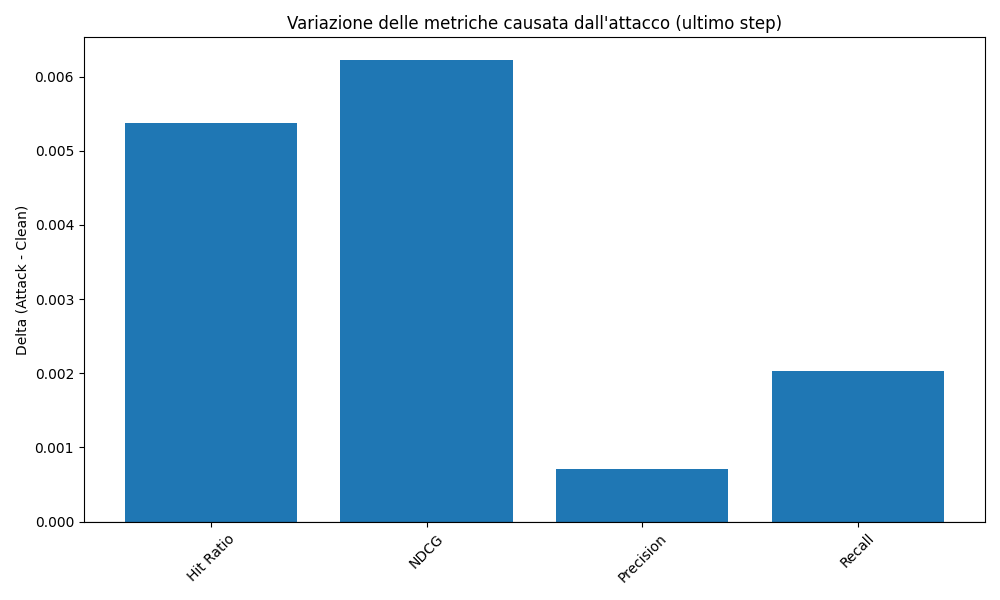 Variazione delle metriche causata dall'attacco (ultimo step)
Delta (Attack - Clean)
0.006
0.005
0.004
0.003
0.002
0.001
0.000
Hit Ratio
NDCG
Precision
Recall